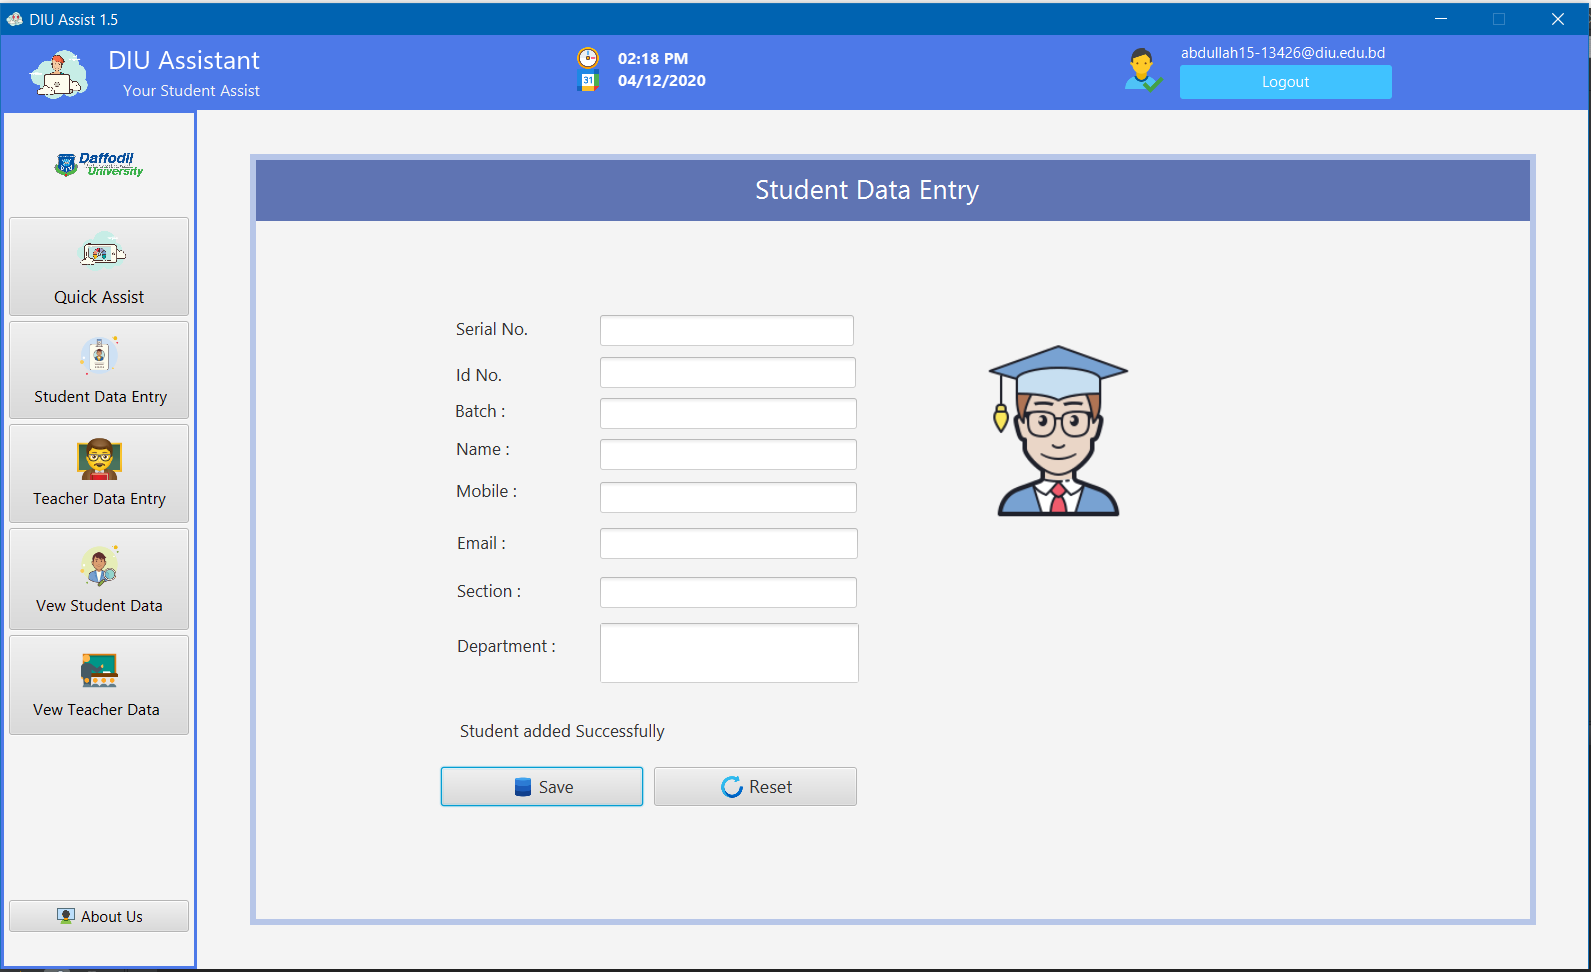 DIU Assist 1.5
DIU Assistant
Your Student Assist
02:18 PM
31
04/12/2020
abdullah15-13426@diu.edu.bd
Logout
Daffodil
University
Quick Assist
Student Data Entry
Teacher Data Entry
Vew Student Data
Vew Teacher Data
About Us
Student Data Entry
Serial No.
Id No.
Batch :
Name :
Mobile :
Email :
Section :
Department :
Student added Successfully
Save
Reset